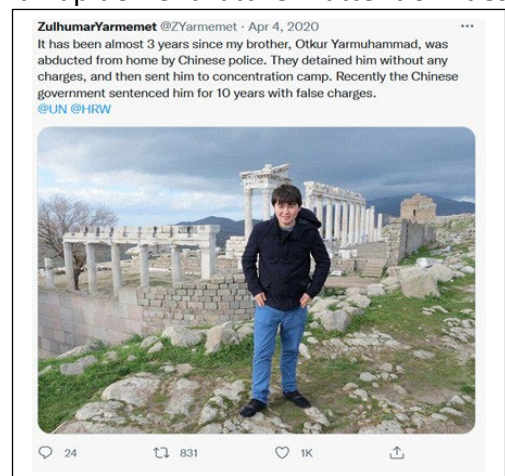 ZulhumarYarmemet @ZYarmemet · Apr 4, 2020
It has been almost 3 years since my brother, Otkur Yarmuhammad, was
abducted from home by Chinese police. They detained him without any
charges, and then sent him to concentration camp. Recently the Chinese
government sentenced him for 10 years with false charges.
@UN @HRW
24 831 1K